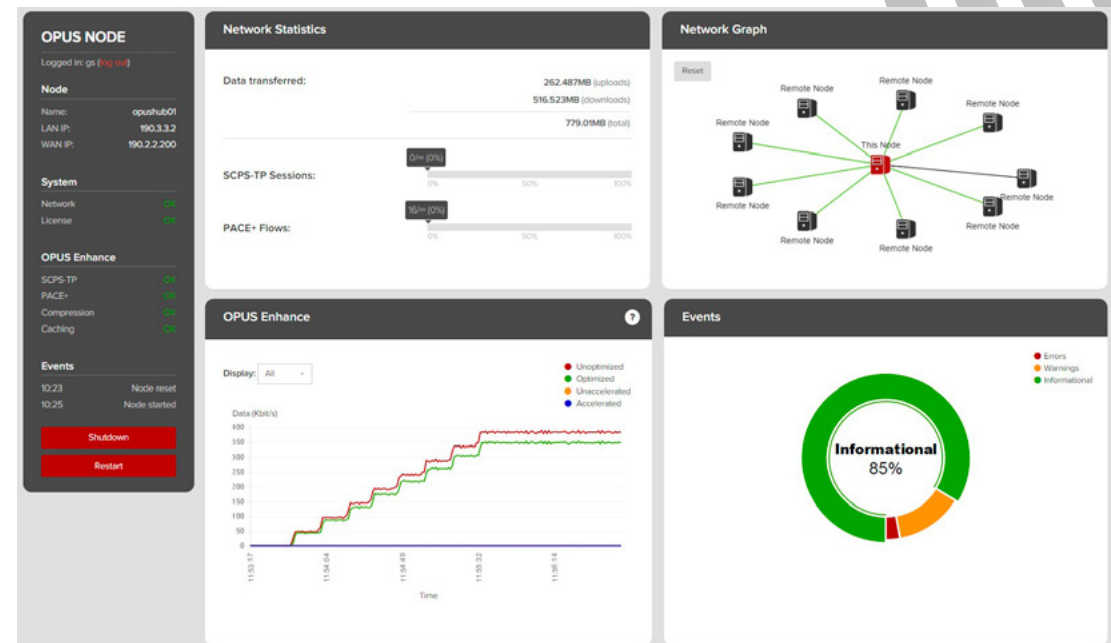 OPUS NODE
Logged in: gs (log out)
Node
Name: opushub01
LAN IP: 190.3.3.2
WAN IP: 190.2.2.200
System
Network OK
License OK
OPUS Enhance
SCPS-TP OK
PACE+ OK
Compression OK
Caching OK
Events
10:23 Node reset
10:25 Node started
Shutdown
Restart
Network Statistics
Data transferred: 262.487MB (uploads)
516.523MB (downloads)
779.01MB (total)
0/∞ (0%)
SCPS-TP Sessions:
0% 50% 100%
16/∞ (0%)
PACE+ Flows:
0% 50% 100%
Network Graph
Reset
Remote Node
Remote Node
Remote Node
Remote Node
This Node
Remote Node
Remote Node
Remote Node
Remote Node
Remote Node
OPUS Enhance ?
Display: All
Unoptimized
Optimized
Unaccelerated
Accelerated
Data (Kbit/s)
400
350
300
250
200
150
100
50
0
11:53:17
11:54:04
11:54:49
11:55:32
11:56:14
Time
Events
Errors
Warnings
Informational
Informational
85%